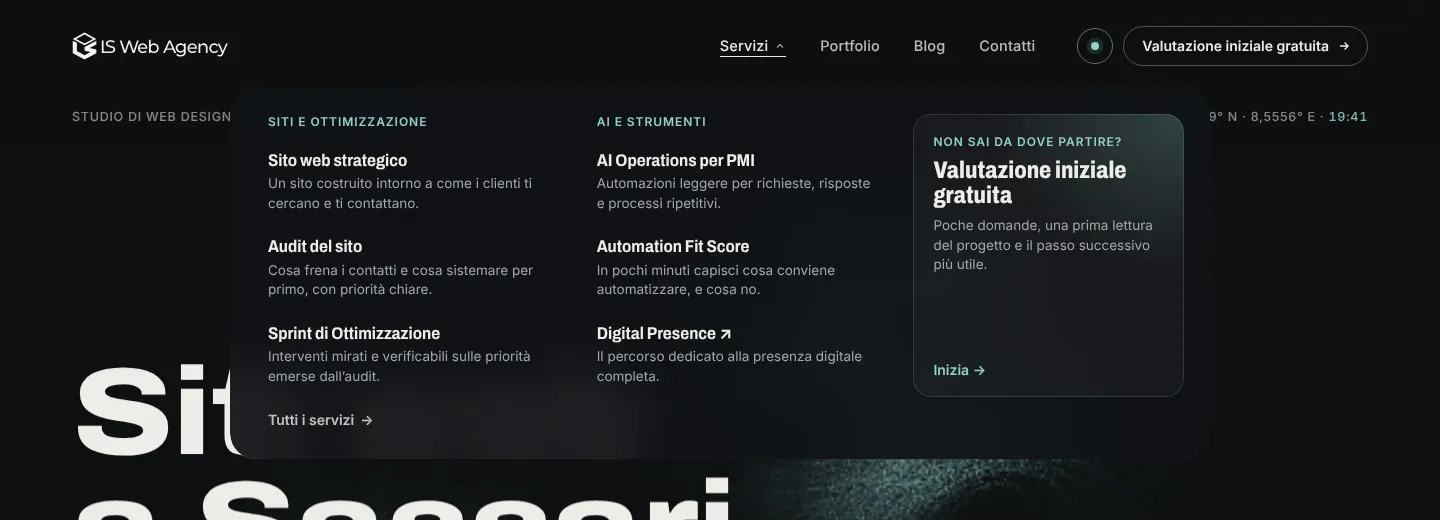 LS Web Agency
Servizi
Portfolio
Blog
Contatti
Valutazione iniziale gratuita →
STUDIO DI WEB DESIGN
9° N · 8,5556° E · 19:41
SITI E OTTIMIZZAZIONE
Sito web strategico
Un sito costruito intorno a come i clienti ti
cercano e ti contattano.
Audit del sito
Cosa frena i contatti e cosa sistemare per
primo, con priorità chiare.
Sprint di Ottimizzazione
Interventi mirati e verificabili sulle priorità
emerse dall’audit.
Tutti i servizi →
AI E STRUMENTI
AI Operations per PMI
Automazioni leggere per richieste, risposte
e processi ripetitivi.
Automation Fit Score
In pochi minuti capisci cosa conviene
automatizzare, e cosa no.
Digital Presence ↗
Il percorso dedicato alla presenza digitale
completa.
NON SAI DA DOVE PARTIRE?
Valutazione iniziale
gratuita
Poche domande, una prima lettura
del progetto e il passo successivo
più utile.
Inizia →
Sit
a Sassari